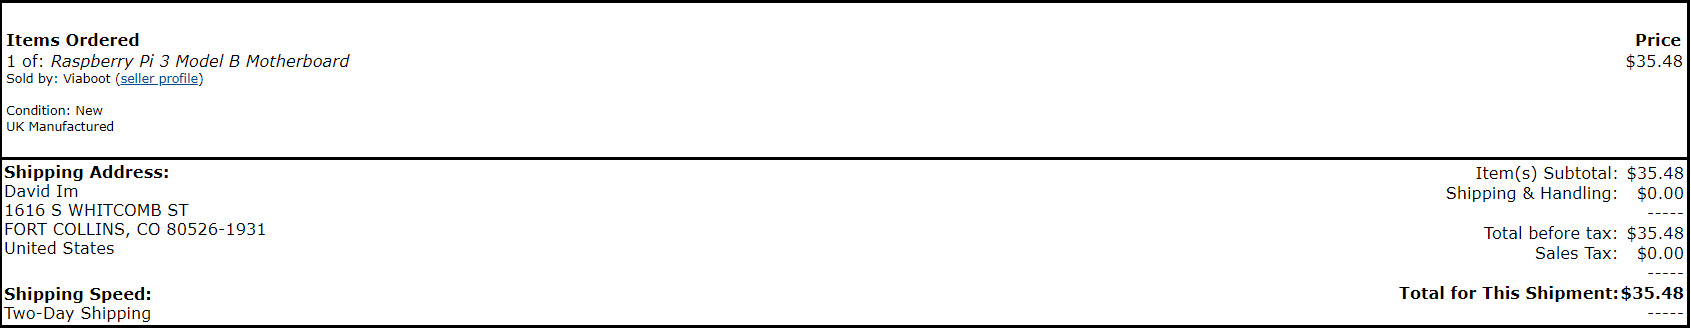 Items Ordered Price
1 of: Raspberry Pi 3 Model B Motherboard $35.48
Sold by: Viaboot (seller profile)
Condition: New
UK Manufactured
Shipping Address:
David Im
1616 S WHITCOMB ST
FORT COLLINS, CO 80526-1931
United States
Shipping Speed:
Two-Day Shipping
Item(s) Subtotal: $35.48
Shipping & Handling: $0.00
-----
Total before tax: $35.48
Sales Tax: $0.00
-----
Total for This Shipment: $35.48
-----